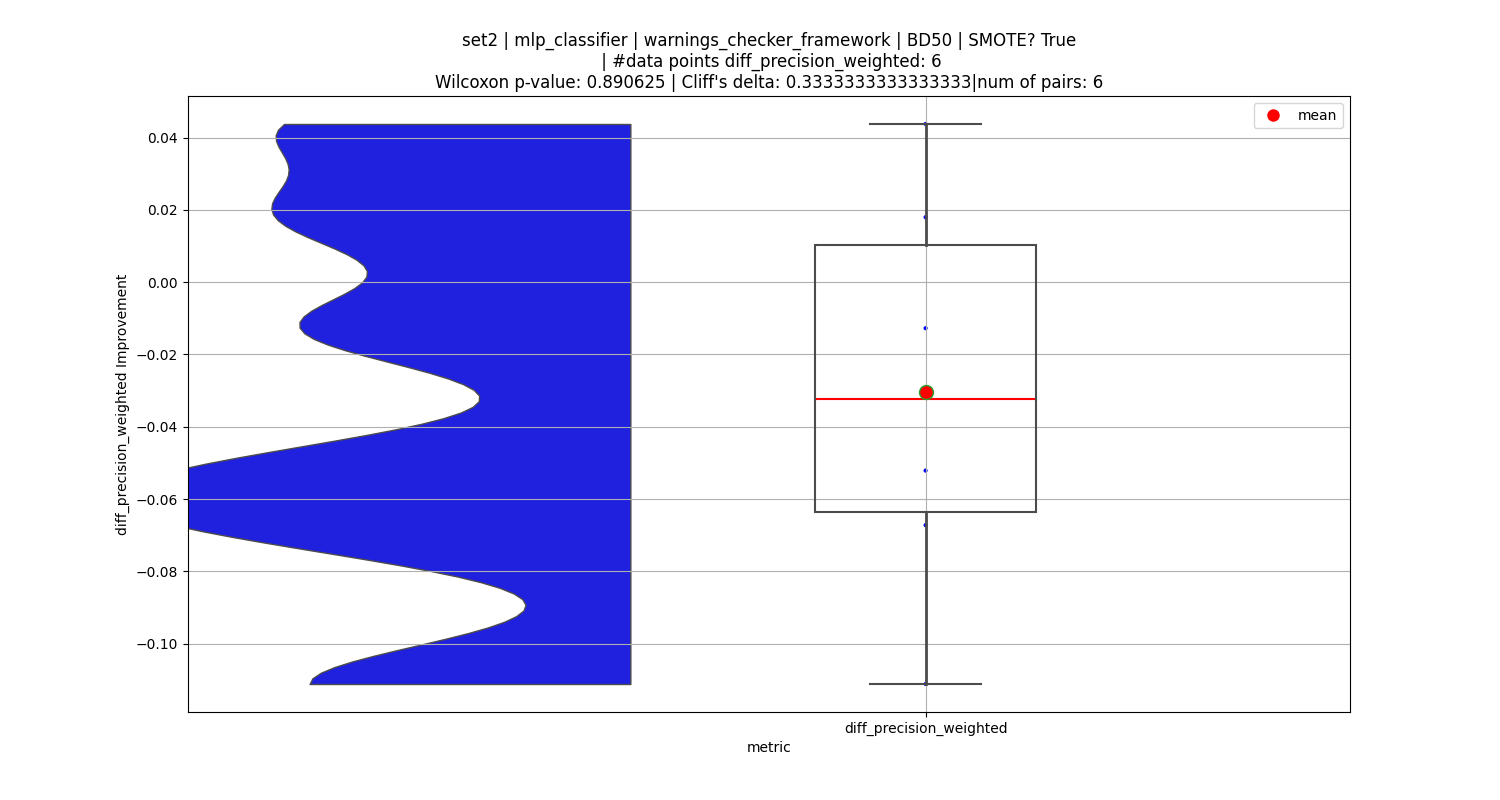 set2 | mlp_classifier | warnings_checker_framework | BD50 | SMOTE? True
| #data points diff_precision_weighted: 6
Wilcoxon p-value: 0.890625 | Cliff's delta: 0.3333333333333333|num of pairs: 6
mean
0.04
0.02
0.00
−0.02
−0.04
−0.06
−0.08
−0.10
diff_precision_weighted Improvement
diff_precision_weighted
metric